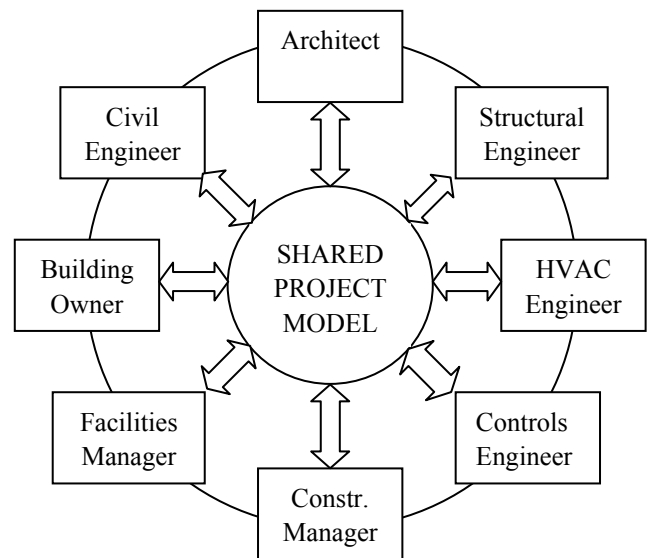 Architect
Civil
Engineer
Structural
Engineer
Building
Owner
SHARED
PROJECT
MODEL
HVAC
Engineer
Facilities
Manager
Controls
Engineer
Constr.
Manager